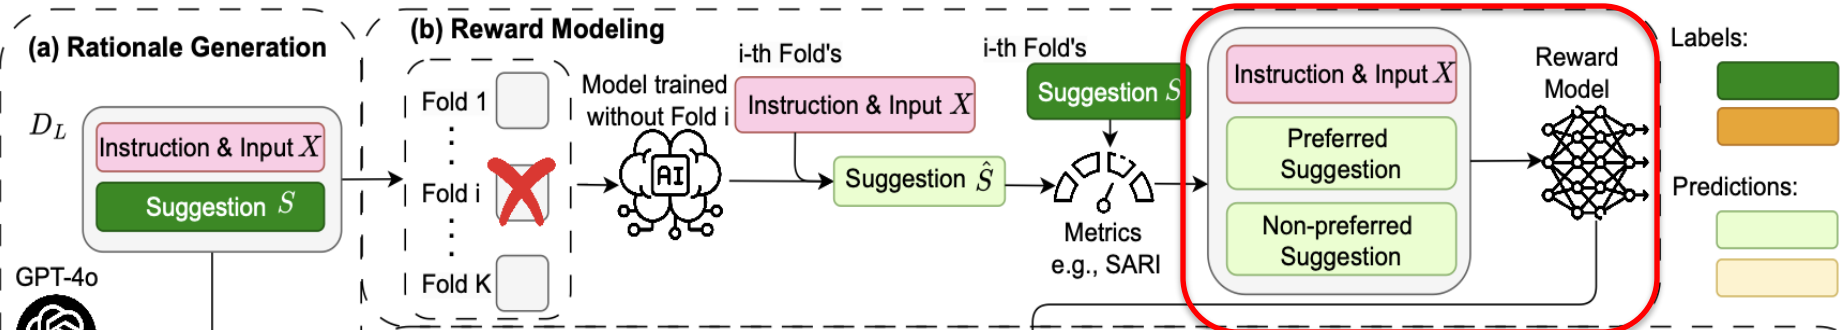 (a) Rationale Generation
D_L
Instruction & Input X
Suggestion S
GPT-4o
(b) Reward Modeling
Fold 1
Fold i
Fold K
Model trained
without Fold i
AI
i-th Fold's
Instruction & Input X
Suggestion Ŝ
i-th Fold's
Suggestion S
Metrics
e.g., SARI
Instruction & Input X
Preferred
Suggestion
Non-preferred
Suggestion
Reward
Model
Labels:
Predictions: